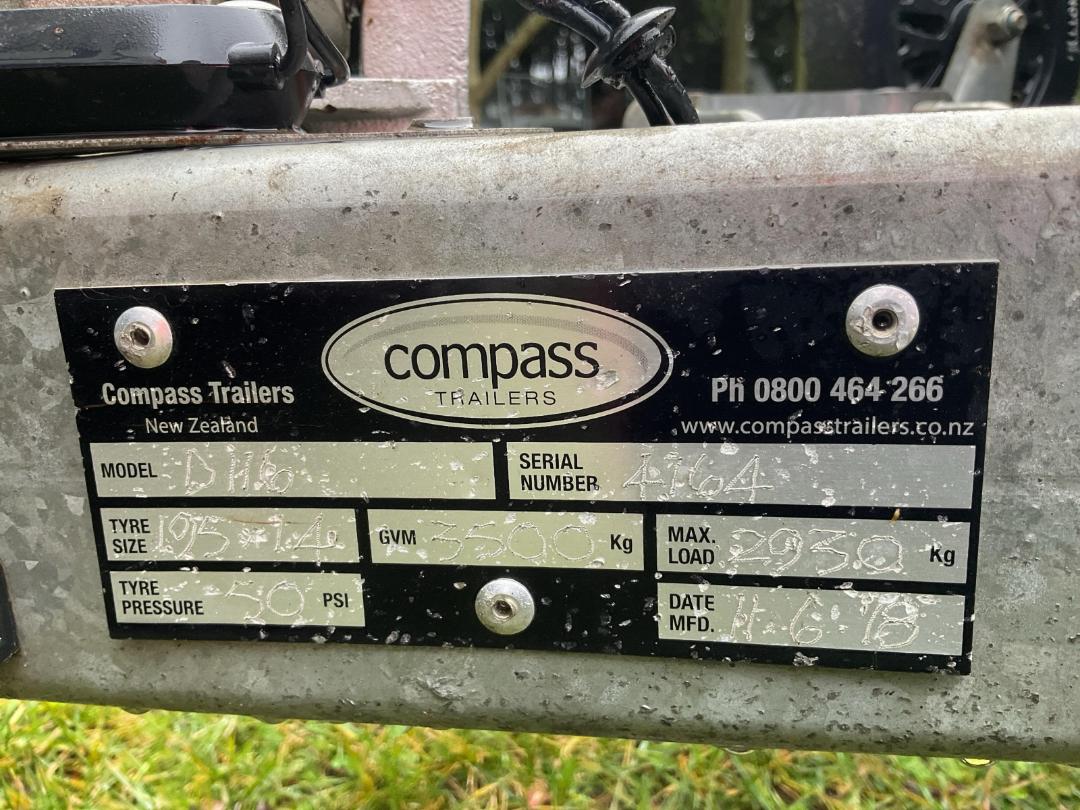 compass
TRAILERS
Compass Trailers
New Zealand
Ph 0800 464 266
www.compasstrailers.co.nz
MODEL DH6
SERIAL NUMBER 4764
TYRE SIZE 195-14
GVM 3500 Kg
MAX. LOAD 2930 Kg
TYRE PRESSURE 50 PSI
DATE MFD. 11-6-18